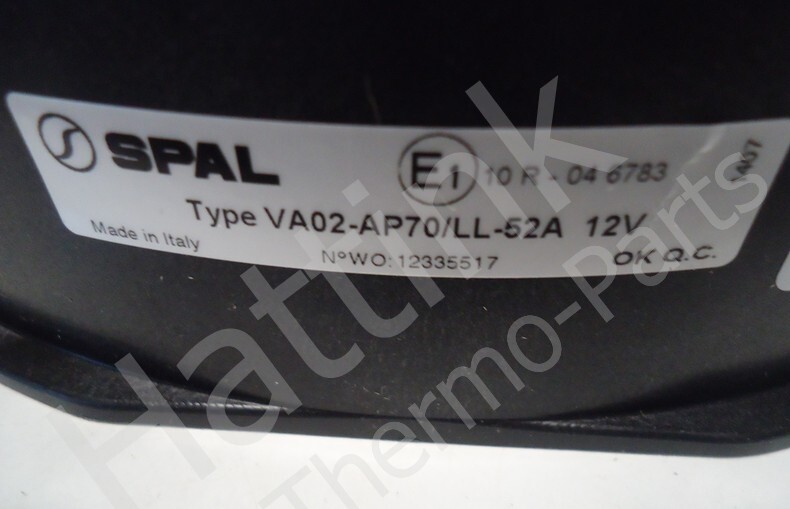 SPAL
E1 10 R - 04 6783
407
Type VA02-AP70/LL-52A 12V
Made in Italy
N°WO: 12335517
OK Q.C.
Hattink
Thermo-Parts